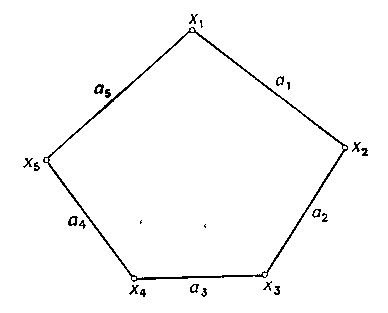 x₁
a₅
a₁
x₅
x₂
a₄
a₂
x₄
a₃
x₃